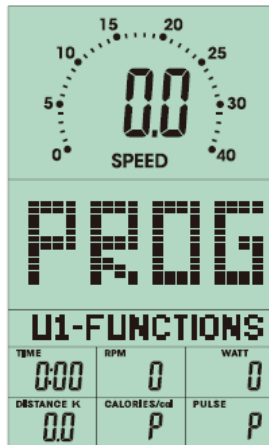 15 20
10 25
5 0.0 30
0 SPEED 40
PROG
U1-FUNCTIONS
TIME RPM WATT
0:00 0 0
DISTANCE K CALORIES/cal PULSE
0.0 P P